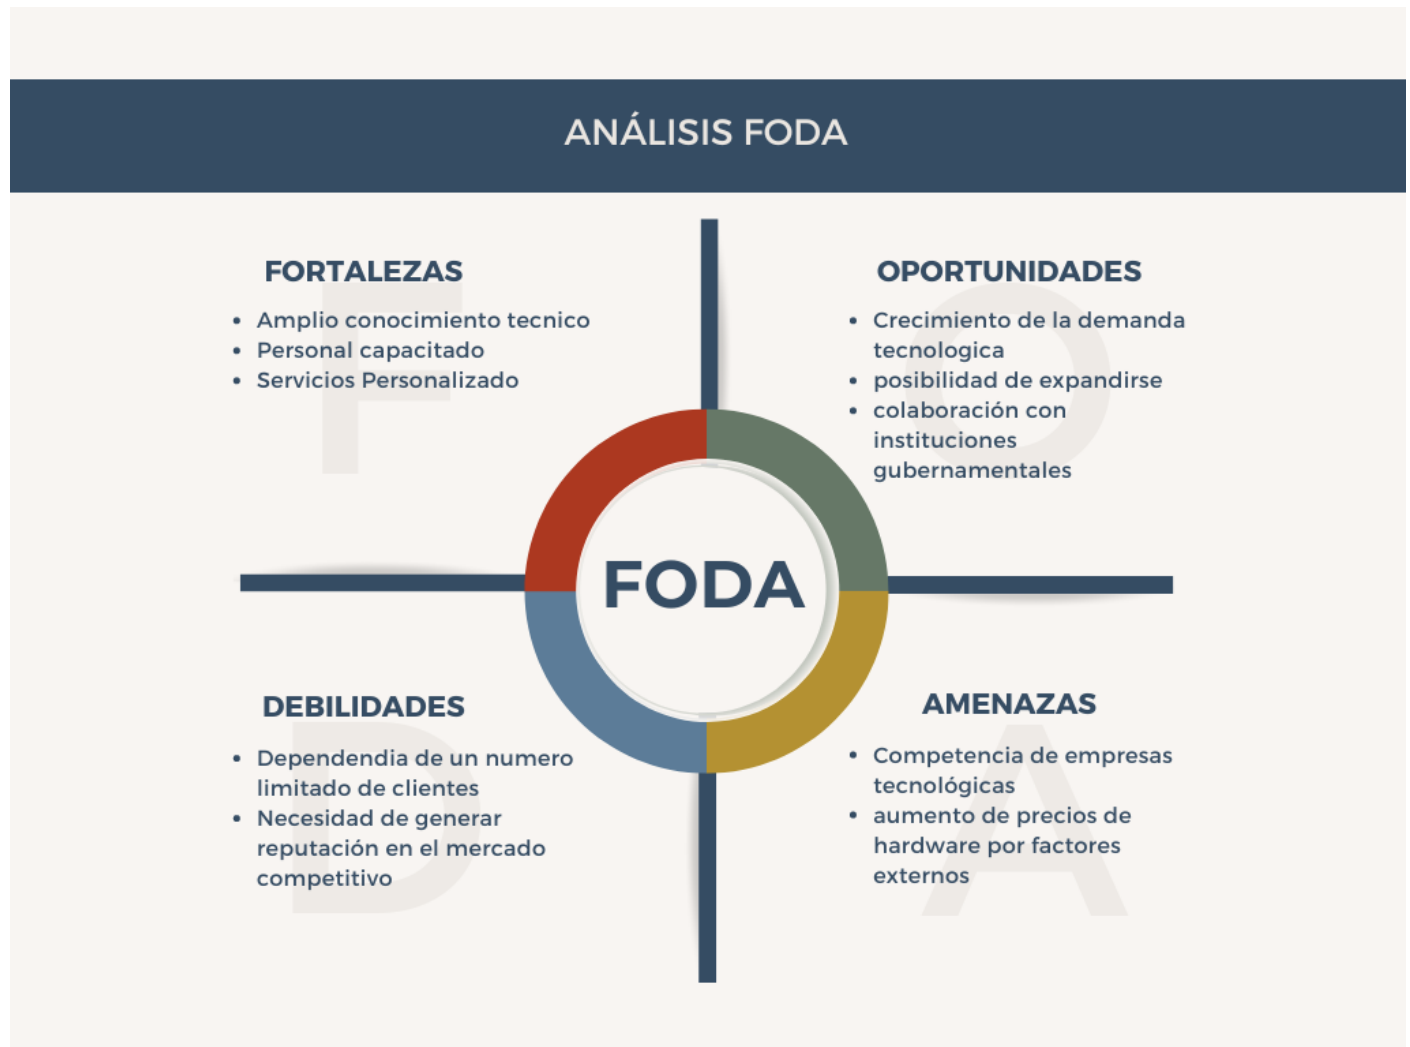 ANÁLISIS FODA
FORTALEZAS
• Amplio conocimiento tecnico
• Personal capacitado
• Servicios Personalizado
OPORTUNIDADES
• Crecimiento de la demanda
tecnologica
• posibilidad de expandirse
• colaboración con
instituciones
gubernamentales
FODA
DEBILIDADES
• Dependendia de un numero
limitado de clientes
• Necesidad de generar
reputación en el mercado
competitivo
AMENAZAS
• Competencia de empresas
tecnológicas
• aumento de precios de
hardware por factores
externos
F
O
D
A